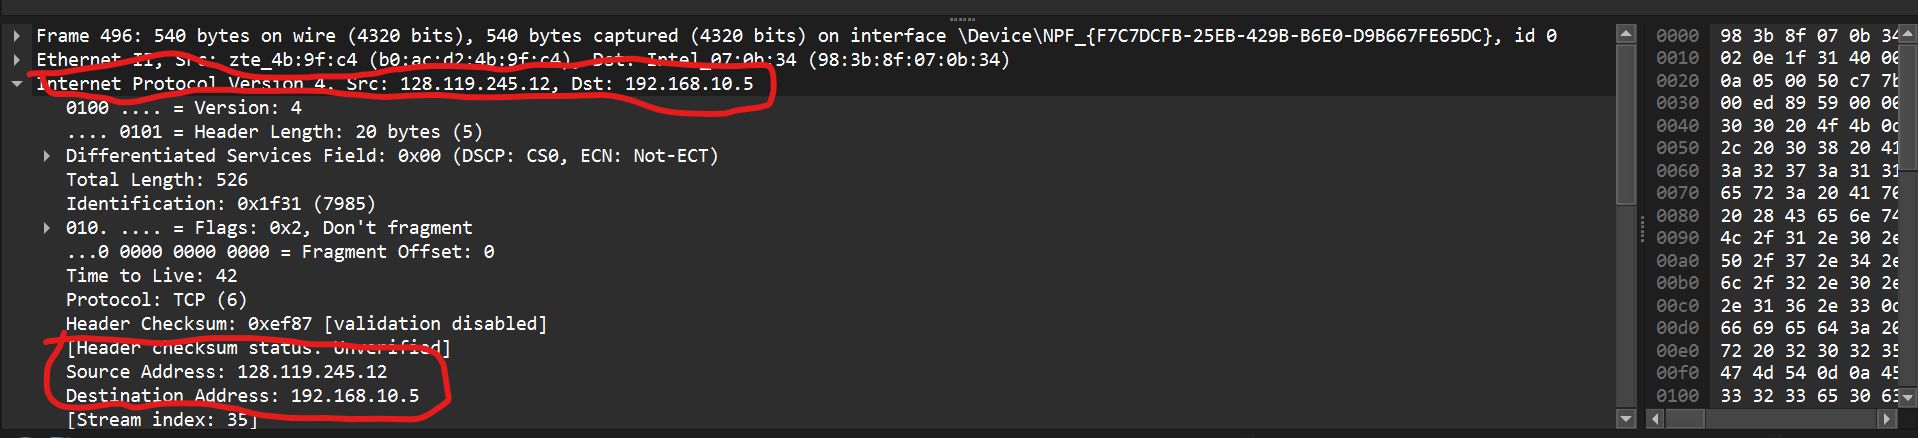 Frame 496: 540 bytes on wire (4320 bits), 540 bytes captured (4320 bits) on interface \Device\NPF_{F7C7DCFB-25EB-429B-B6E0-D9B667FE65DC}, id 0
Ethernet II, Src: zte_4b:9f:c4 (b0:ac:d2:4b:9f:c4), Dst: Intel_07:0b:34 (98:3b:8f:07:0b:34)
Internet Protocol Version 4, Src: 128.119.245.12, Dst: 192.168.10.5
0100 .... = Version: 4
.... 0101 = Header Length: 20 bytes (5)
Differentiated Services Field: 0x00 (DSCP: CS0, ECN: Not-ECT)
Total Length: 526
Identification: 0x1f31 (7985)
010. .... = Flags: 0x2, Don't fragment
...0 0000 0000 0000 = Fragment Offset: 0
Time to Live: 42
Protocol: TCP (6)
Header Checksum: 0xef87 [validation disabled]
[Header checksum status: Unverified]
Source Address: 128.119.245.12
Destination Address: 192.168.10.5
[Stream index: 35]
0000 98 3b 8f 07 0b 34
0010 02 0e 1f 31 40 00
0020 0a 05 00 50 c7 7b
0030 00 ed 89 59 00 00
0040 30 30 20 4f 4b 0d
0050 2c 20 30 38 20 41
0060 3a 32 37 3a 31 31
0070 65 72 3a 20 41 70
0080 20 28 43 65 6e 74
0090 4c 2f 31 2e 30 2e
00a0 50 2f 37 2e 34 2e
00b0 6c 2f 32 2e 30 2e
00c0 2e 31 36 2e 33 0d
00d0 66 69 65 64 3a 20
00e0 72 20 32 30 32 35
00f0 47 4d 54 0d 0a 45
0100 33 32 33 65 30 63